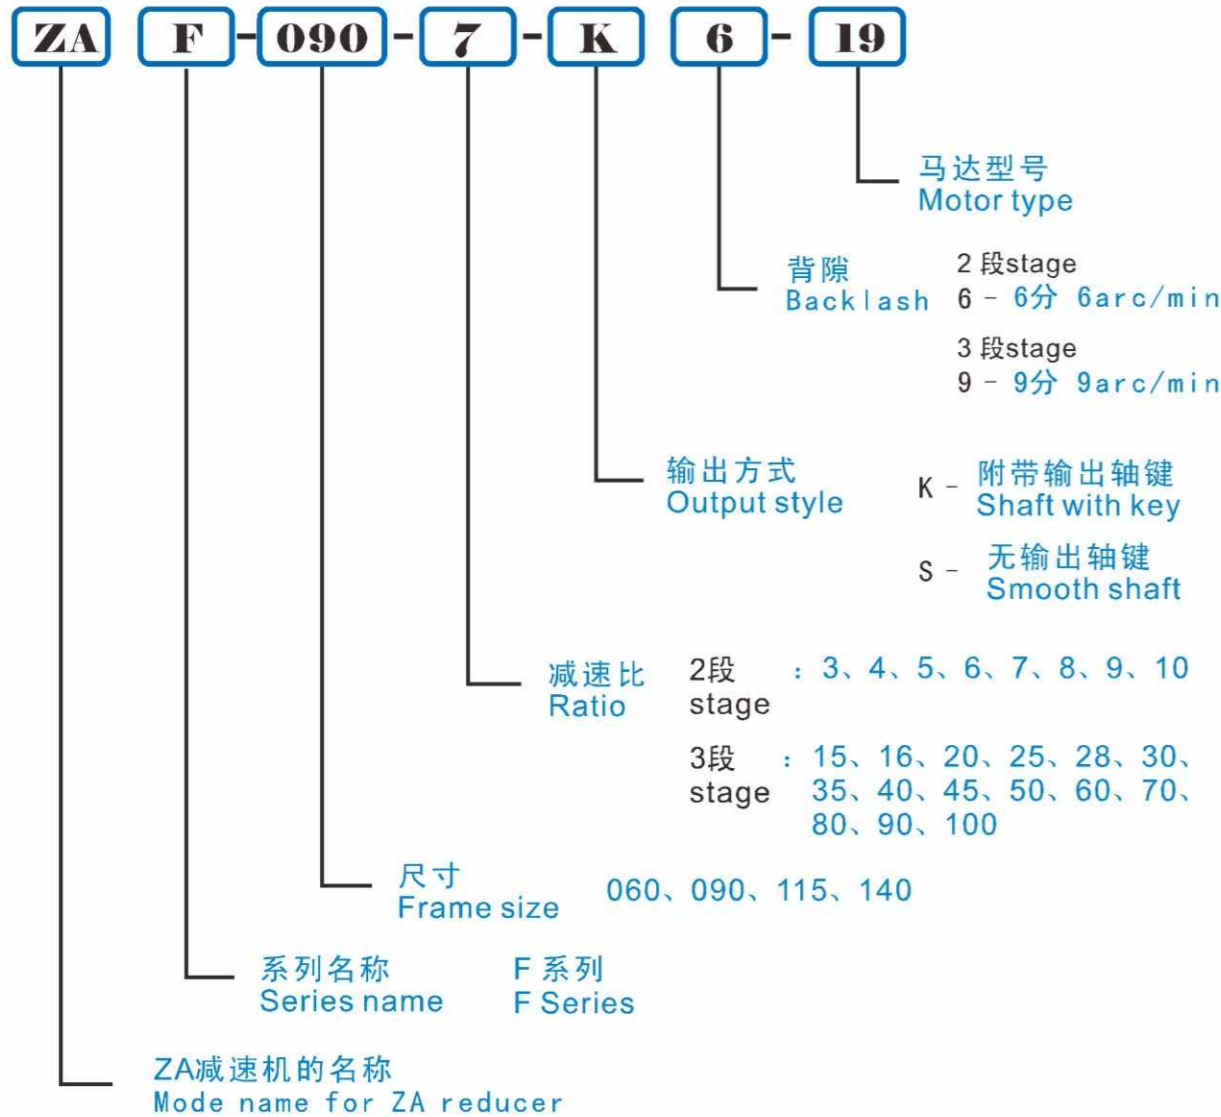 ZA F-090-7-K 6-19
马达型号
Motor type
背隙
Backlash
2 段stage
6 - 6分 6arc/min
3 段stage
9 - 9分 9arc/min
输出方式
Output style
K - 附带输出轴键
Shaft with key
S - 无输出轴键
Smooth shaft
减速比
Ratio
2段
stage
：3、4、5、6、7、8、9、10
3段
stage
：15、16、20、25、28、30、
35、40、45、50、60、70、
80、90、100
尺寸
Frame size
060、090、115、140
系列名称
Series name
F 系列
F Series
ZA减速机的名称
Mode name for ZA reducer